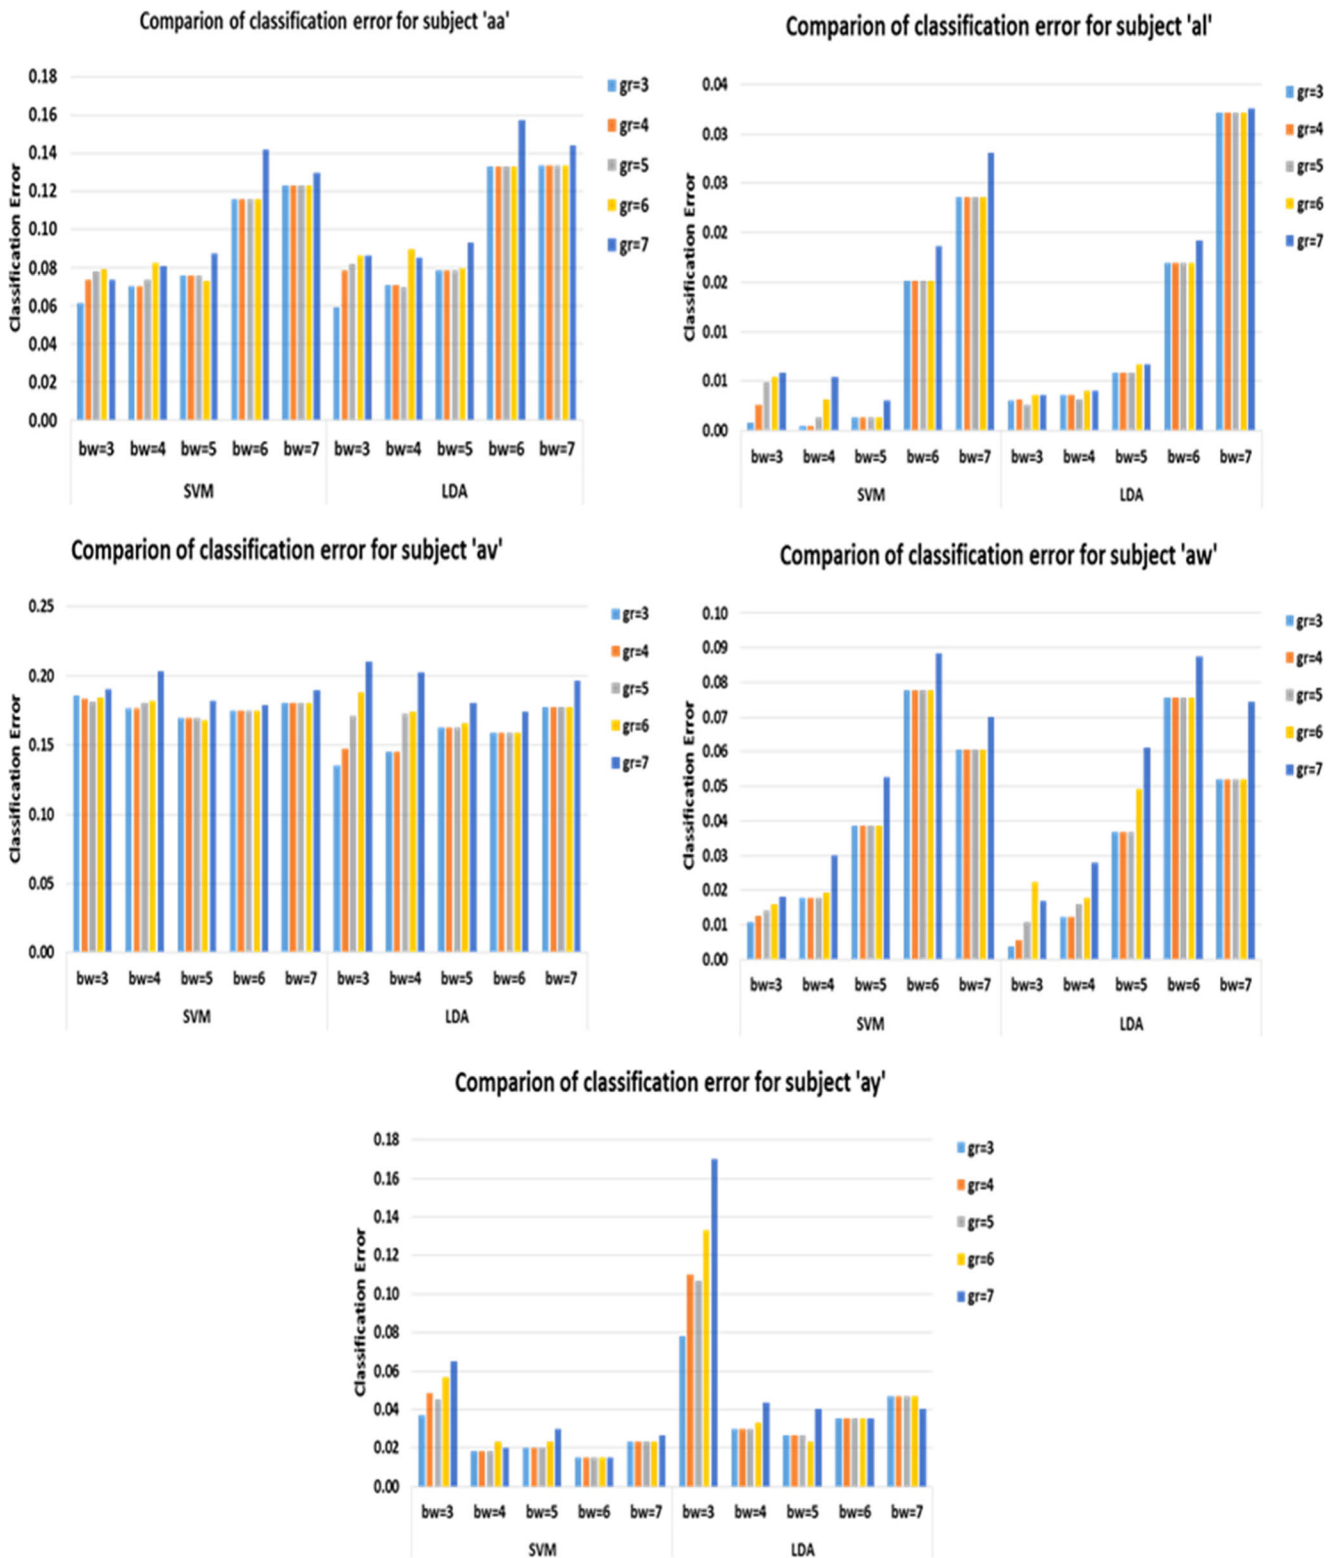 Comparion of classification error for subject 'aa'
Classification Error
0.18
0.16
0.14
0.12
0.10
0.08
0.06
0.04
0.02
0.00
bw=3 bw=4 bw=5 bw=6 bw=7 bw=3 bw=4 bw=5 bw=6 bw=7
SVM LDA
gr=3
gr=4
gr=5
gr=6
gr=7
Comparion of classification error for subject 'al'
Classification Error
0.04
0.03
0.03
0.02
0.02
0.01
0.01
0.00
bw=3 bw=4 bw=5 bw=6 bw=7 bw=3 bw=4 bw=5 bw=6 bw=7
SVM LDA
gr=3
gr=4
gr=5
gr=6
gr=7
Comparion of classification error for subject 'av'
Classification Error
0.25
0.20
0.15
0.10
0.05
0.00
bw=3 bw=4 bw=5 bw=6 bw=7 bw=3 bw=4 bw=5 bw=6 bw=7
SVM LDA
gr=3
gr=4
gr=5
gr=6
gr=7
Comparion of classification error for subject 'aw'
Classification Error
0.10
0.09
0.08
0.07
0.06
0.05
0.04
0.03
0.02
0.01
0.00
bw=3 bw=4 bw=5 bw=6 bw=7 bw=3 bw=4 bw=5 bw=6 bw=7
SVM LDA
gr=3
gr=4
gr=5
gr=6
gr=7
Comparion of classification error for subject 'ay'
Classification Error
0.18
0.16
0.14
0.12
0.10
0.08
0.06
0.04
0.02
0.00
bw=3 bw=4 bw=5 bw=6 bw=7 bw=3 bw=4 bw=5 bw=6 bw=7
SVM LDA
gr=3
gr=4
gr=5
gr=6
gr=7